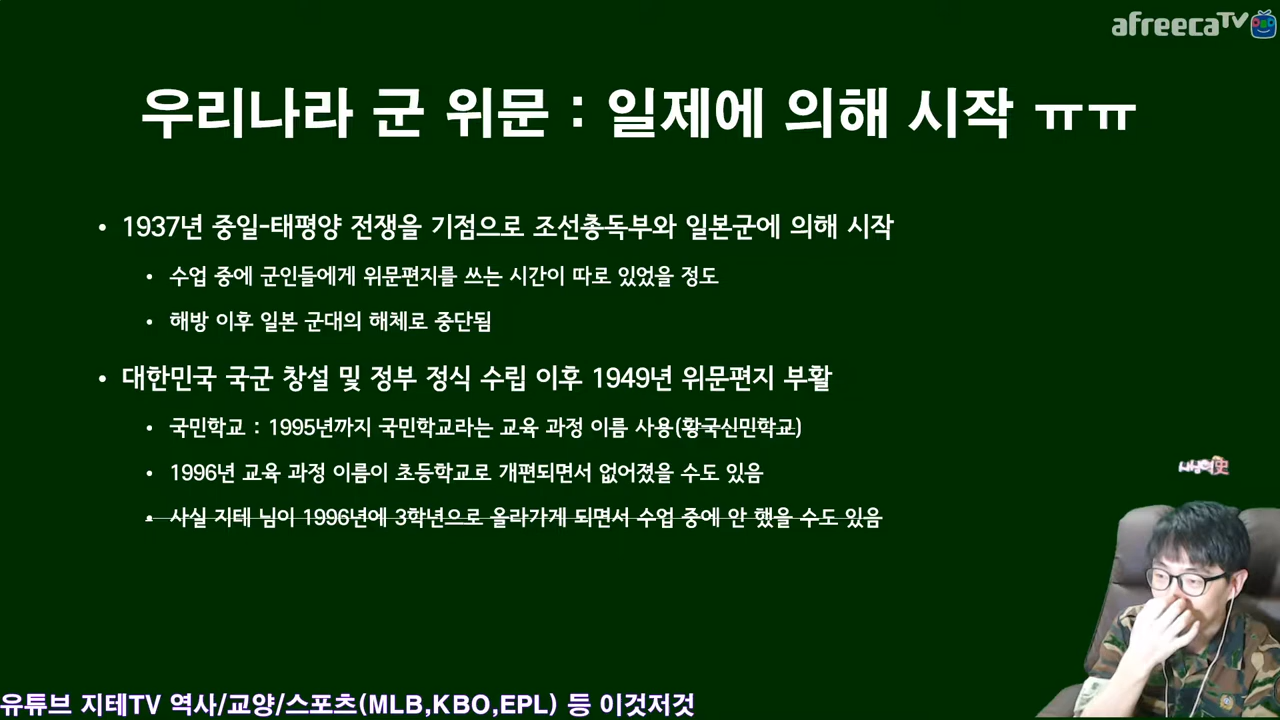 afreecaTV
우리나라 군 위문 : 일제에 의해 시작 ㅠㅠ
• 1937년 중일-태평양 전쟁을 기점으로 조선총독부와 일본군에 의해 시작
• 수업 중에 군인들에게 위문편지를 쓰는 시간이 따로 있었을 정도
• 해방 이후 일본 군대의 해체로 중단됨
• 대한민국 국군 창설 및 정부 정식 수립 이후 1949년 위문편지 부활
• 국민학교 : 1995년까지 국민학교라는 교육 과정 이름 사용(황국신민학교)
• 1996년 교육 과정 이름이 초등학교로 개편되면서 없어졌을 수도 있음
• 사실 지테 님이 1996년에 3학년으로 올라가게 되면서 수업 중에 안 했을 수도 있음
유튜브 지테TV 역사/교양/스포츠(MLB,KBO,EPL) 등 이것저것